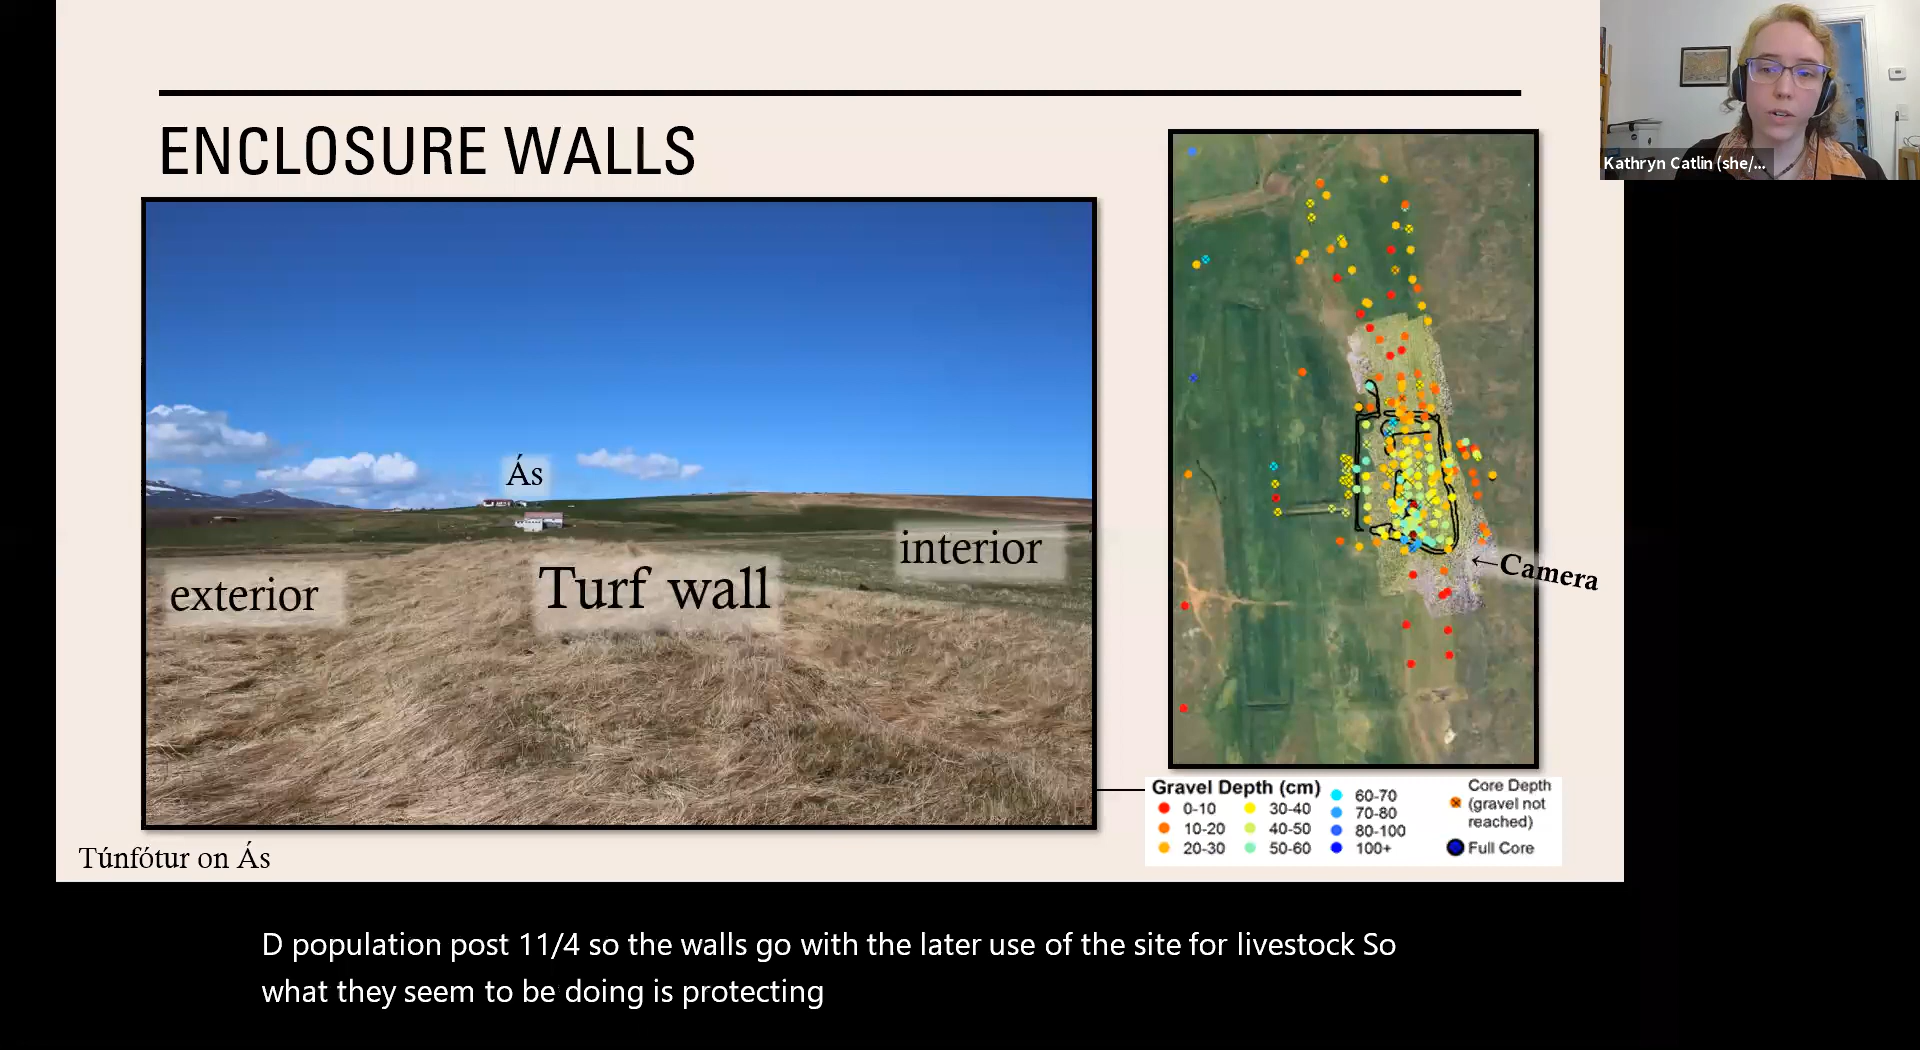 ENCLOSURE WALLS
Kathryn Catlin (she/...
Ás
exterior
Turf wall
interior
←Camera
Túnfótur on Ás
Gravel Depth (cm)
0-10
10-20
20-30
30-40
40-50
50-60
60-70
70-80
80-100
100+
Core Depth
(gravel not
reached)
Full Core
D population post 11/4 so the walls go with the later use of the site for livestock So
what they seem to be doing is protecting